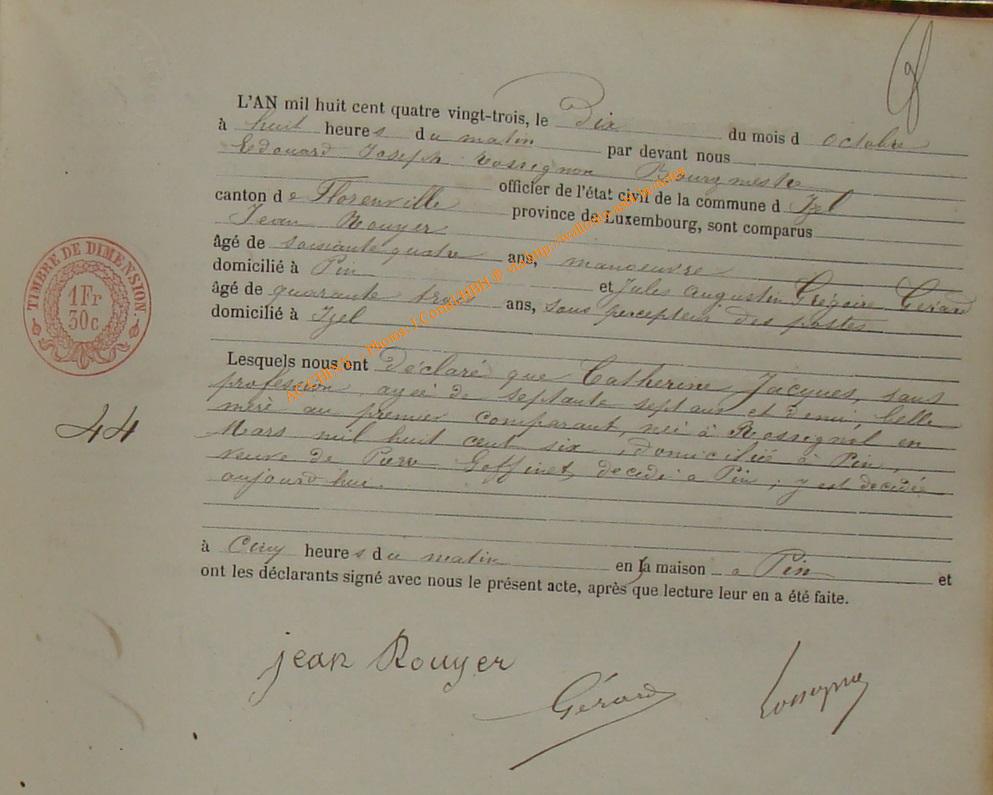 L'AN mil huit cent quatre vingt-trois, le Dix du mois d octobre
à huit heures du matin par devant nous
Edouard Joseph Rossignon Bourgmestre
officier de l'état civil de la commune d Izel
canton de Florenville province de Luxembourg, sont comparus
Jean Rouyer
âgé de soixante quatre ans, manoeuvre
domicilié à Pin et Jules Augustin Grégoire Gérard
âgé de quarante trois ans, sous percepteur des postes
domicilié à Izel
Lesquels nous ont déclaré que Catherine Jacques, sans
profession, agée de septante sept ans et demi, belle
mère au premier comparant, née à Rossignol en
Mars mil huit cent six, domiciliée à Pin,
veuve de Pierre Goffinet, decédé à Pin, y est decédée
aujourd'hui.
à Cinq heures du matin en la maison à Pin et
ont les déclarants signé avec nous le présent acte, après que lecture leur en a été faite.
jean Rouyer
Gérard
Rossignon
TIMBRE DE DIMENSION.
1Fr
30c
44